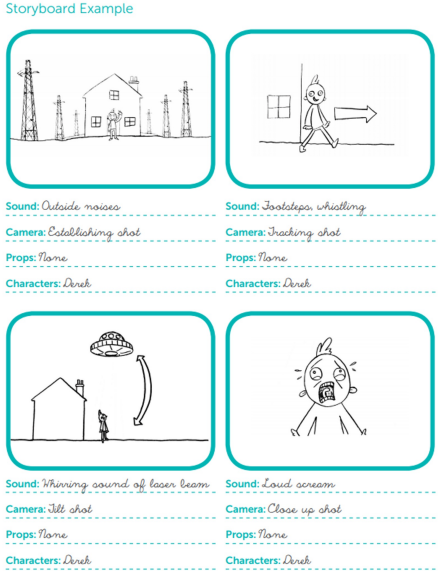 Storyboard Example
Sound: Outside noises
Camera: Establishing shot
Props: None
Characters: Derek
Sound: Footsteps, whistling
Camera: Tracking shot
Props: None
Characters: Derek
Sound: Whirring sound of laser beam
Camera: Tilt shot
Props: None
Characters: Derek
Sound: Loud scream
Camera: Close up shot
Props: None
Characters: Derek